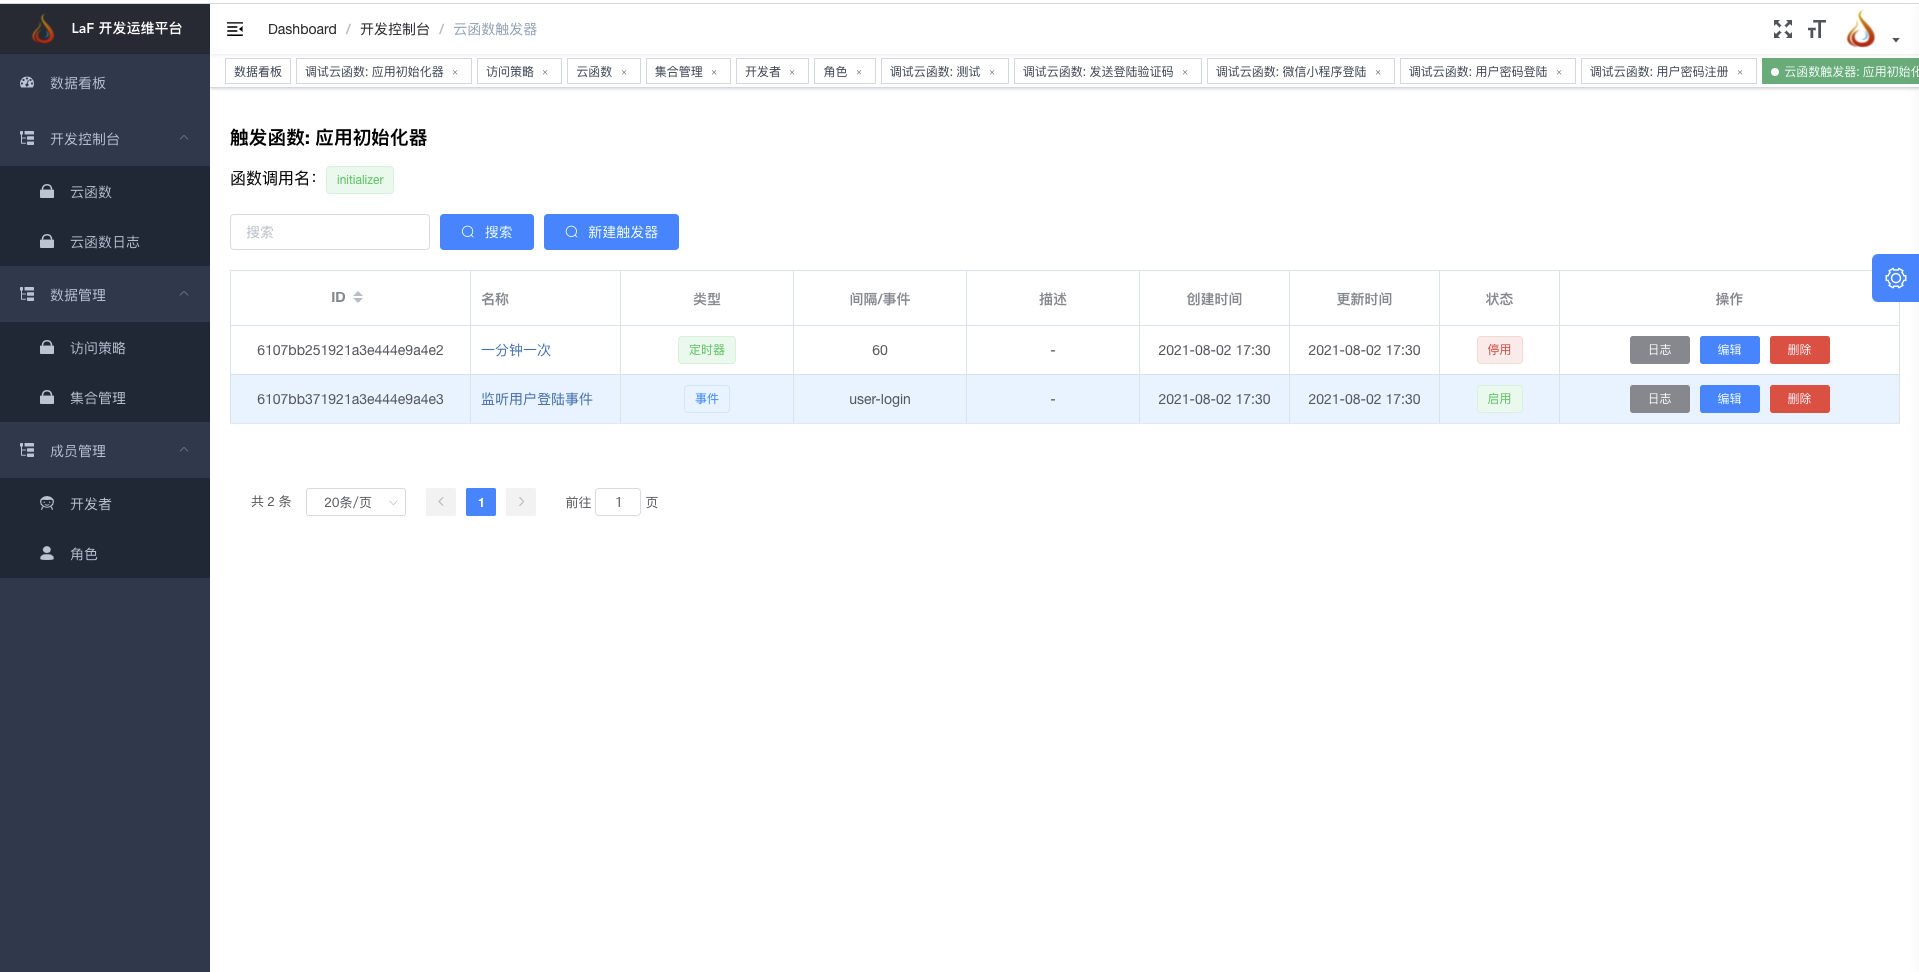 LaF 开发运维平台
Dashboard / 开发控制台 / 云函数触发器
数据看板 调试云函数: 应用初始化器 × 访问策略 × 云函数 × 集合管理 × 开发者 × 角色 × 调试云函数: 测试 × 调试云函数: 发送登陆验证码 × 调试云函数: 微信小程序登陆 × 调试云函数: 用户密码登陆 × 调试云函数: 用户密码注册 × 云函数触发器: 应用初始化
数据看板
开发控制台
云函数
云函数日志
数据管理
访问策略
集合管理
成员管理
开发者
角色
触发函数: 应用初始化器
函数调用名: initializer
搜索 搜索 新建触发器
ID 名称 类型 间隔/事件 描述 创建时间 更新时间 状态 操作
6107bb251921a3e444e9a4e2 一分钟一次 定时器 60 - 2021-08-02 17:30 2021-08-02 17:30 停用 日志 编辑 删除
6107bb371921a3e444e9a4e3 监听用户登陆事件 事件 user-login - 2021-08-02 17:30 2021-08-02 17:30 启用 日志 编辑 删除
共 2 条 20条/页 1 前往 1 页